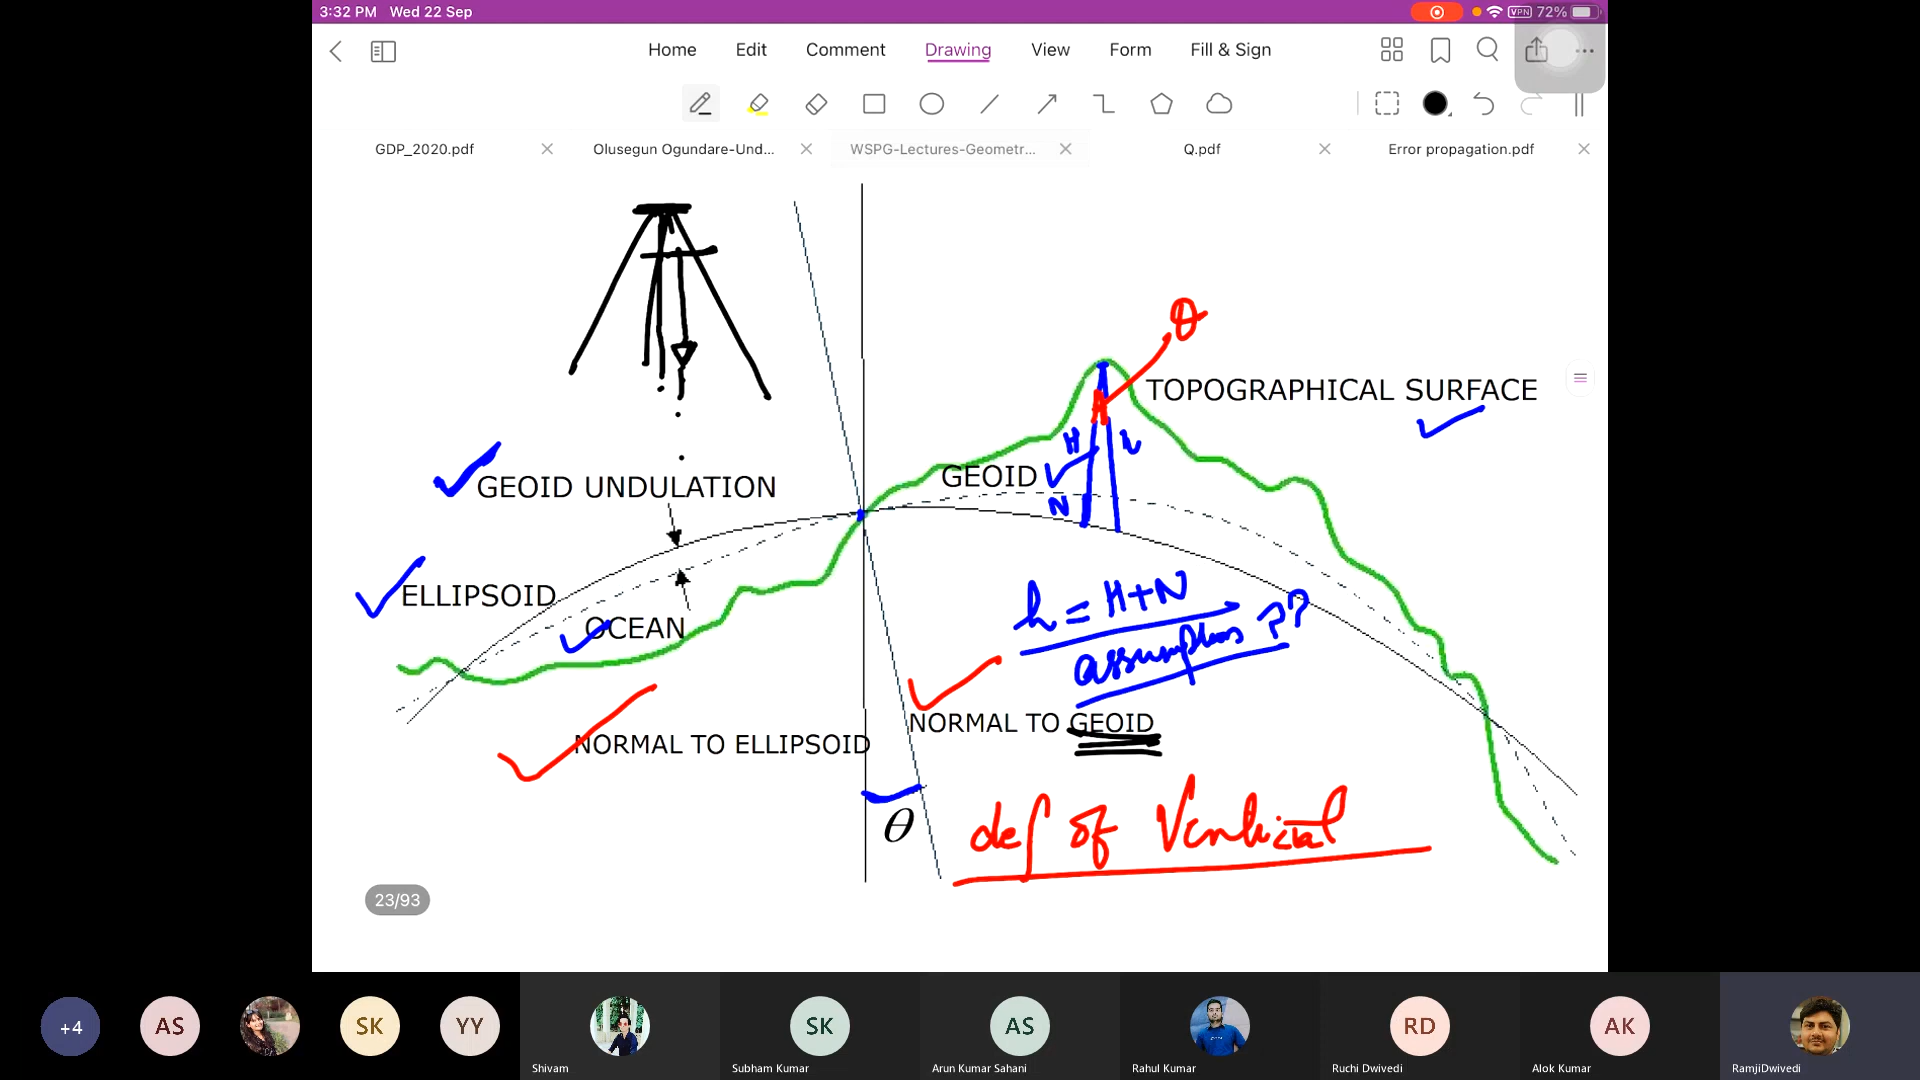 3:32 PM Wed 22 Sep
VPN 72%
Home Edit Comment Drawing View Form Fill & Sign
GDP_2020.pdf
Olusegun Ogundare-Und...
WSPG-Lectures-Geometr...
Q.pdf
Error propagation.pdf
θ
TOPOGRAPHICAL SURFACE
H h
GEOID
N
GEOID UNDULATION
ELLIPSOID
OCEAN
h = H+N
assumptions ??
NORMAL TO GEOID
NORMAL TO ELLIPSOID
θ
def of Vertical
23/93
+4 AS SK YY SK AS RD AK
Shivam
Subham Kumar
Arun Kumar Sahani
Rahul Kumar
Ruchi Dwivedi
Alok Kumar
RamjiDwivedi